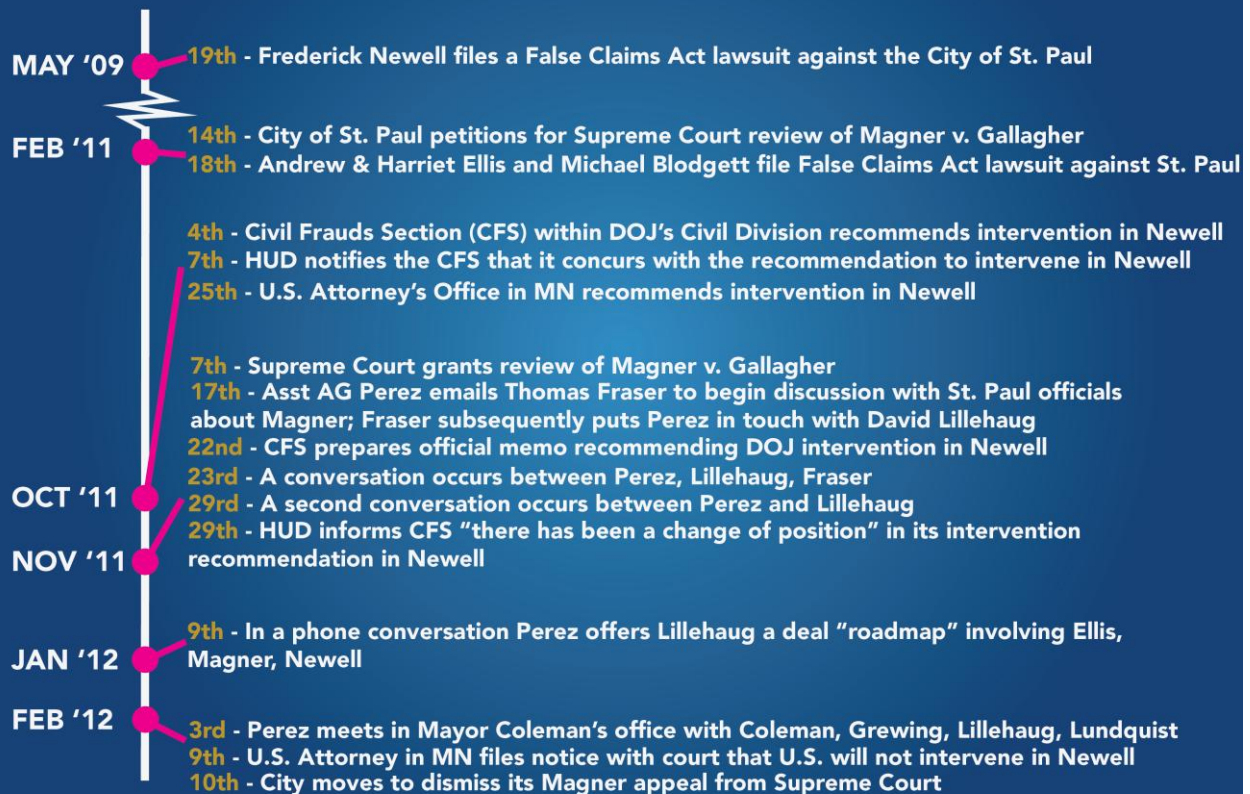 MAY '09
19th - Frederick Newell files a False Claims Act lawsuit against the City of St. Paul
FEB '11
14th - City of St. Paul petitions for Supreme Court review of Magner v. Gallagher
18th - Andrew & Harriet Ellis and Michael Blodgett file False Claims Act lawsuit against St. Paul
OCT '11
4th - Civil Frauds Section (CFS) within DOJ's Civil Division recommends intervention in Newell
7th - HUD notifies the CFS that it concurs with the recommendation to intervene in Newell
25th - U.S. Attorney's Office in MN recommends intervention in Newell
NOV '11
7th - Supreme Court grants review of Magner v. Gallagher
17th - Asst AG Perez emails Thomas Fraser to begin discussion with St. Paul officials
about Magner; Fraser subsequently puts Perez in touch with David Lillehaug
22nd - CFS prepares official memo recommending DOJ intervention in Newell
23rd - A conversation occurs between Perez, Lillehaug, Fraser
29rd - A second conversation occurs between Perez and Lillehaug
29th - HUD informs CFS “there has been a change of position” in its intervention
recommendation in Newell
JAN '12
9th - In a phone conversation Perez offers Lillehaug a deal “roadmap” involving Ellis,
Magner, Newell
FEB '12
3rd - Perez meets in Mayor Coleman's office with Coleman, Grewing, Lillehaug, Lundquist
9th - U.S. Attorney in MN files notice with court that U.S. will not intervene in Newell
10th - City moves to dismiss its Magner appeal from Supreme Court